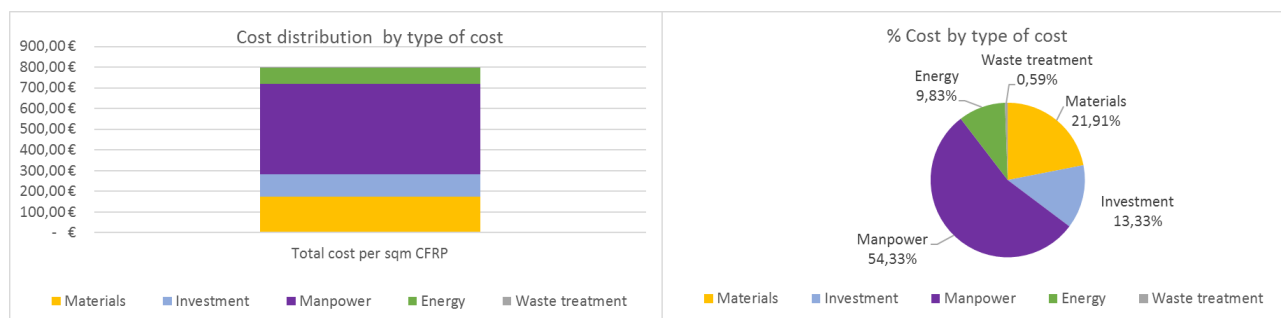 Cost distribution  by type of cost
900,00 €
800,00 €
700,00 €
600,00 €
500,00 €
400,00 €
300,00 €
200,00 €
100,00 €
-   €
Total cost per sqm CFRP
Materials
Investment
Manpower
Energy
Waste treatment
% Cost by type of cost
Waste treatment
0,59%
Energy
9,83%
Materials
21,91%
Investment
13,33%
Manpower
54,33%
Materials
Investment
Manpower
Energy
Waste treatment